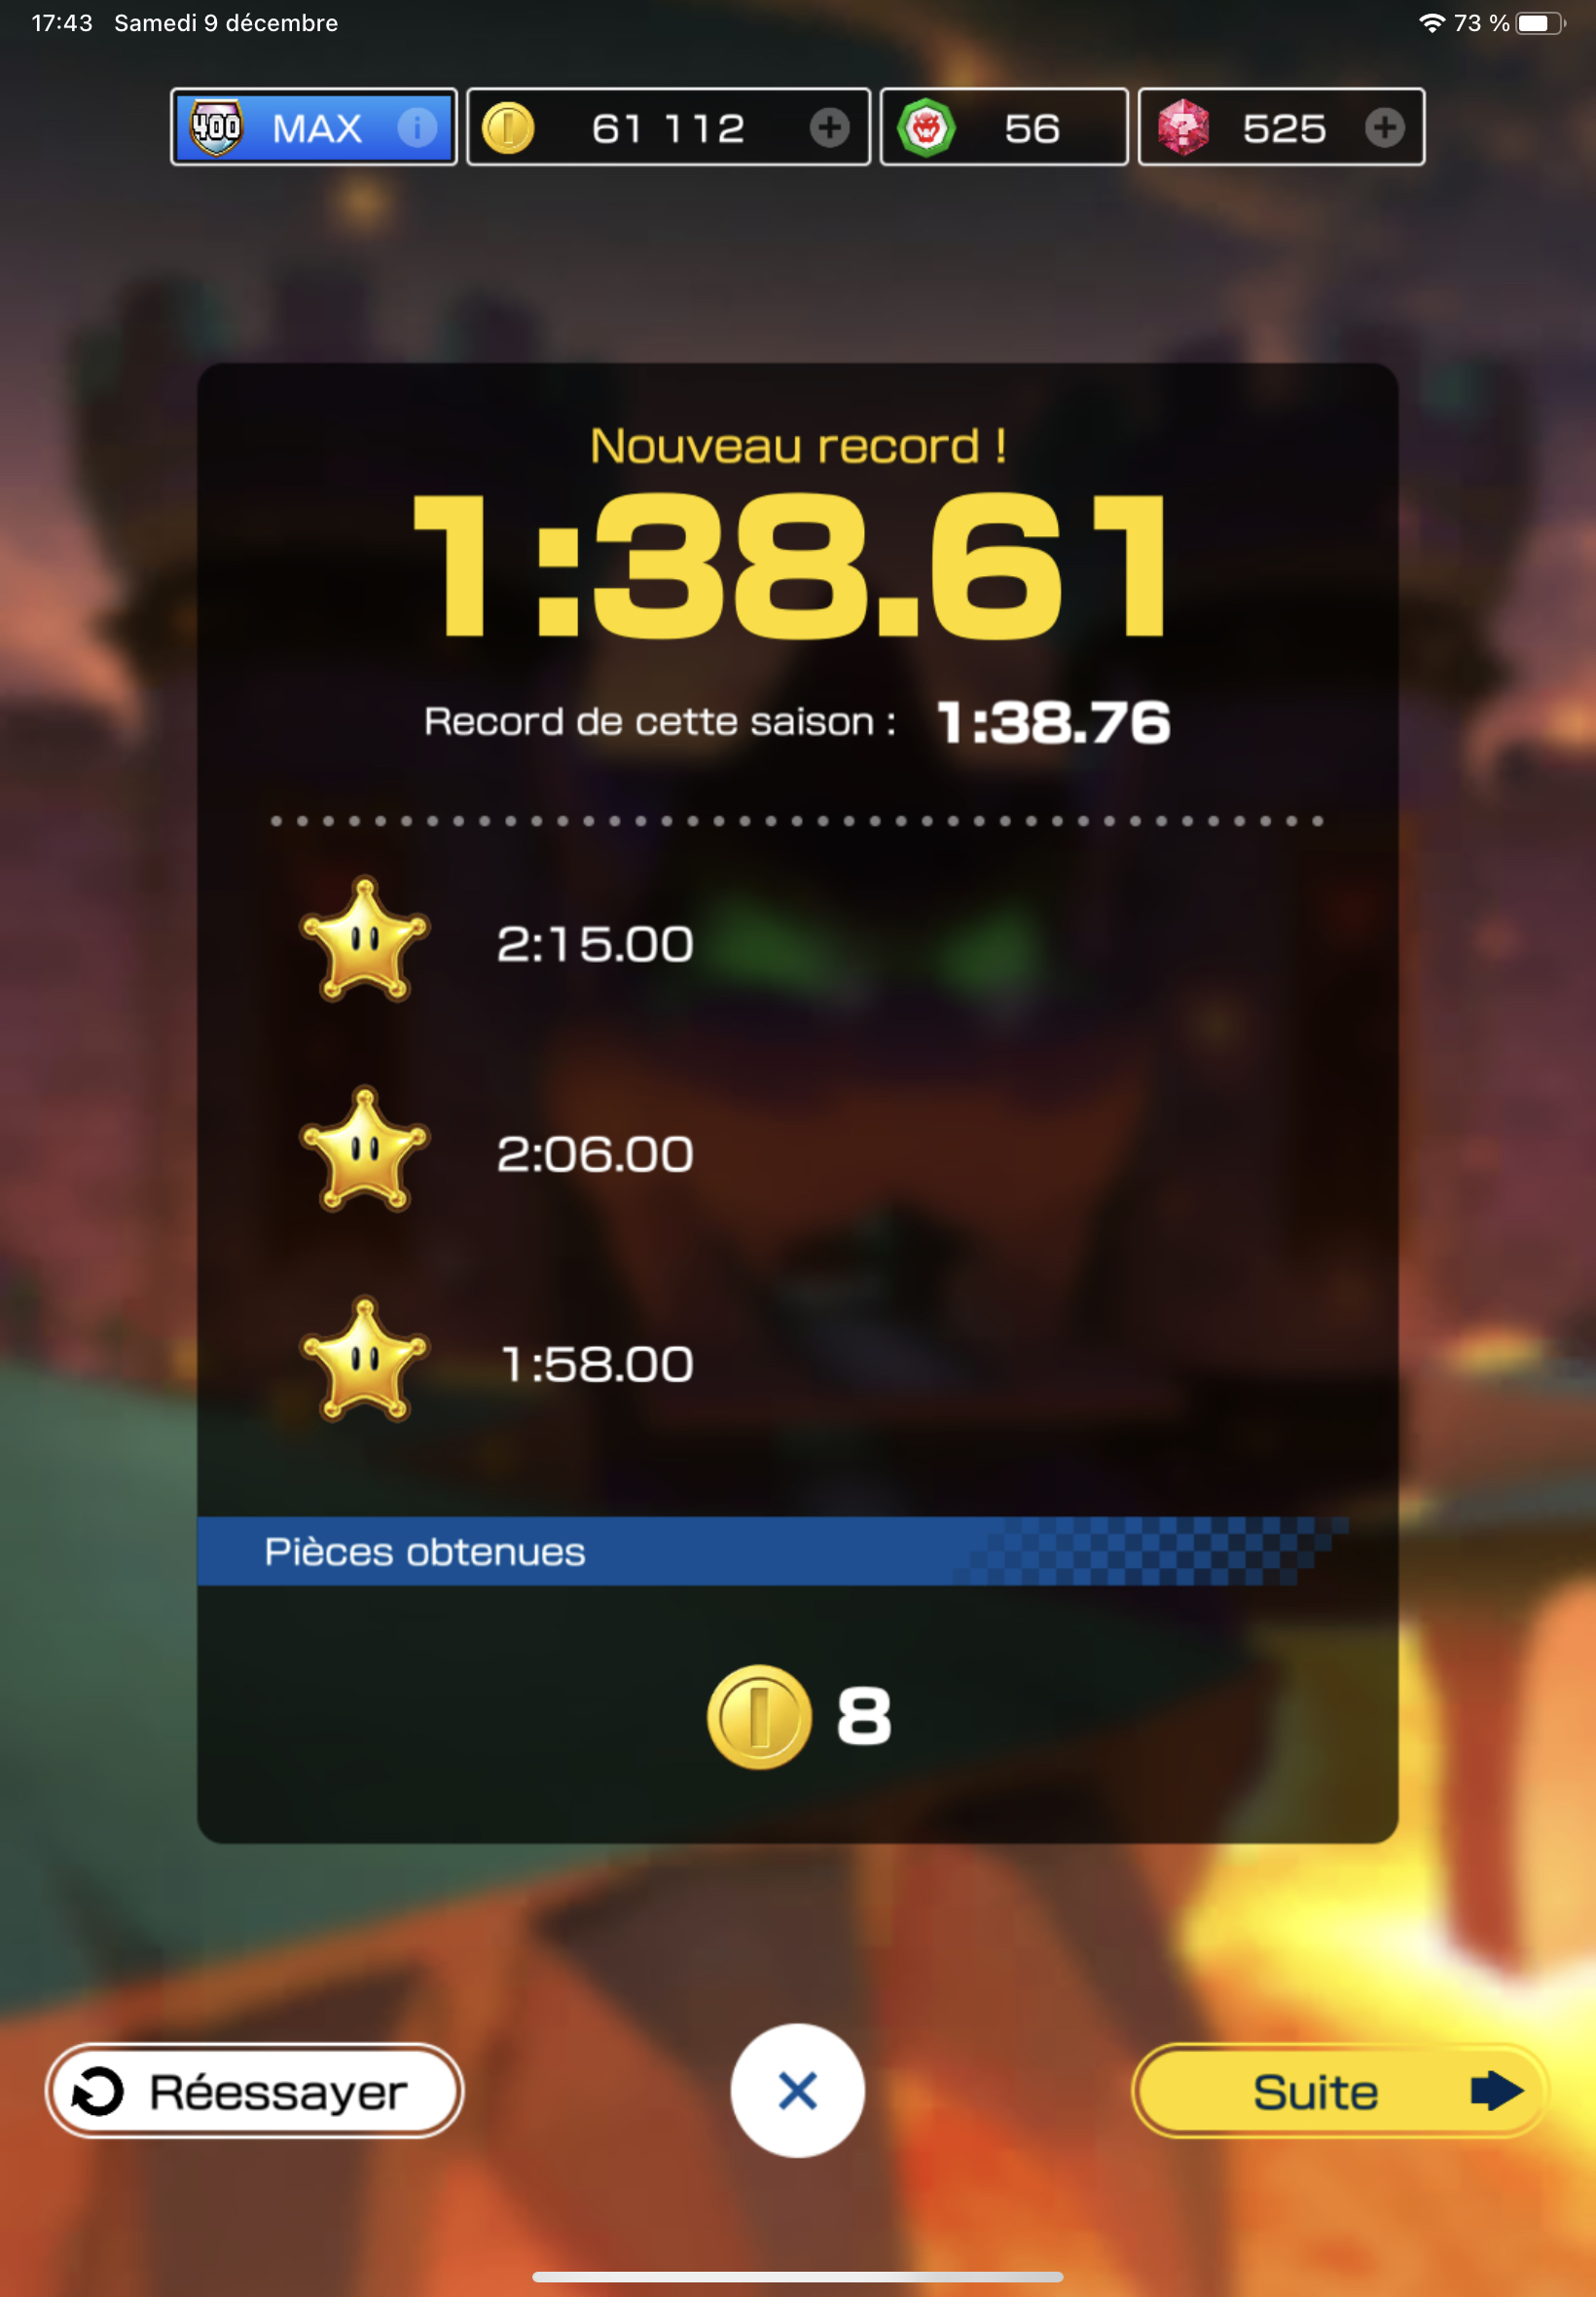 17:43 Samedi 9 décembre 73 %
400 MAX i 61 112 56 ? 525
Nouveau record !
1:38.61
Record de cette saison : 1:38.76
2:15.00
2:06.00
1:58.00
Pièces obtenues
8
Réessayer Suite